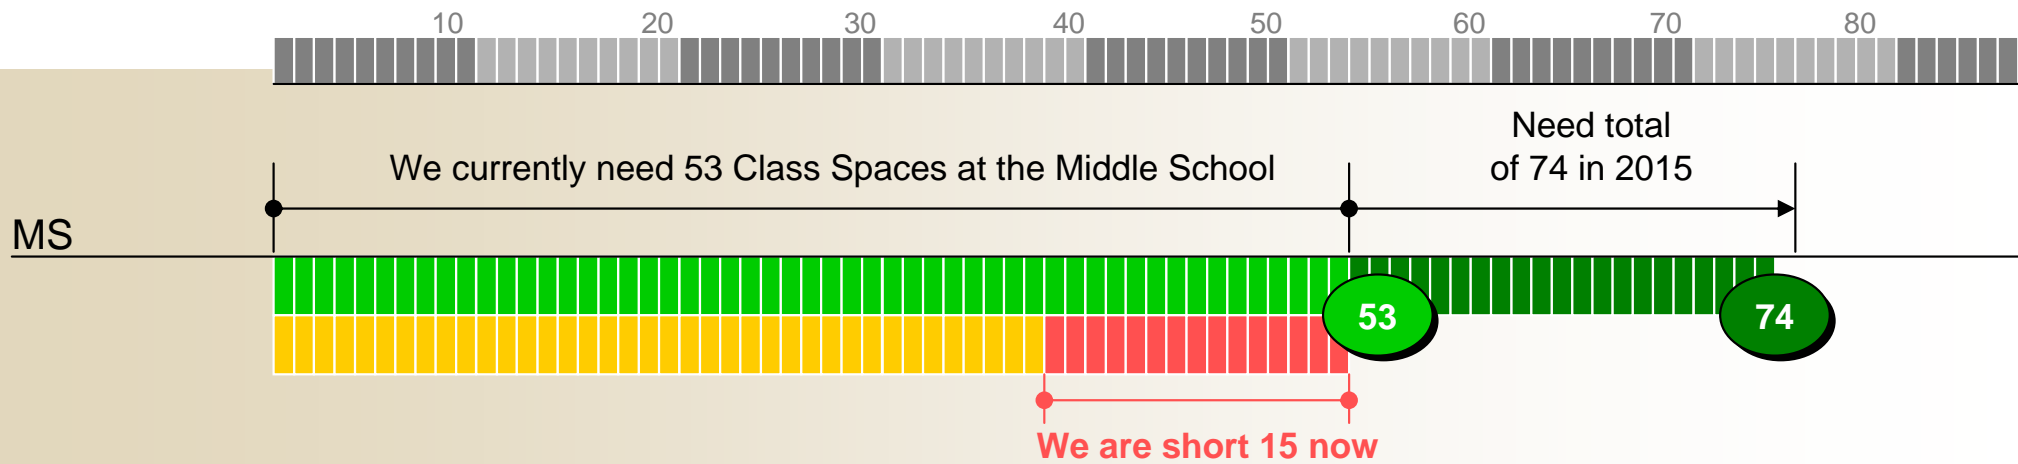 10 20 30 40 50 60 70 80
Need total
We currently need 53 Class Spaces at the Middle School of 74 in 2015
MS
53 74
We are short 15 now